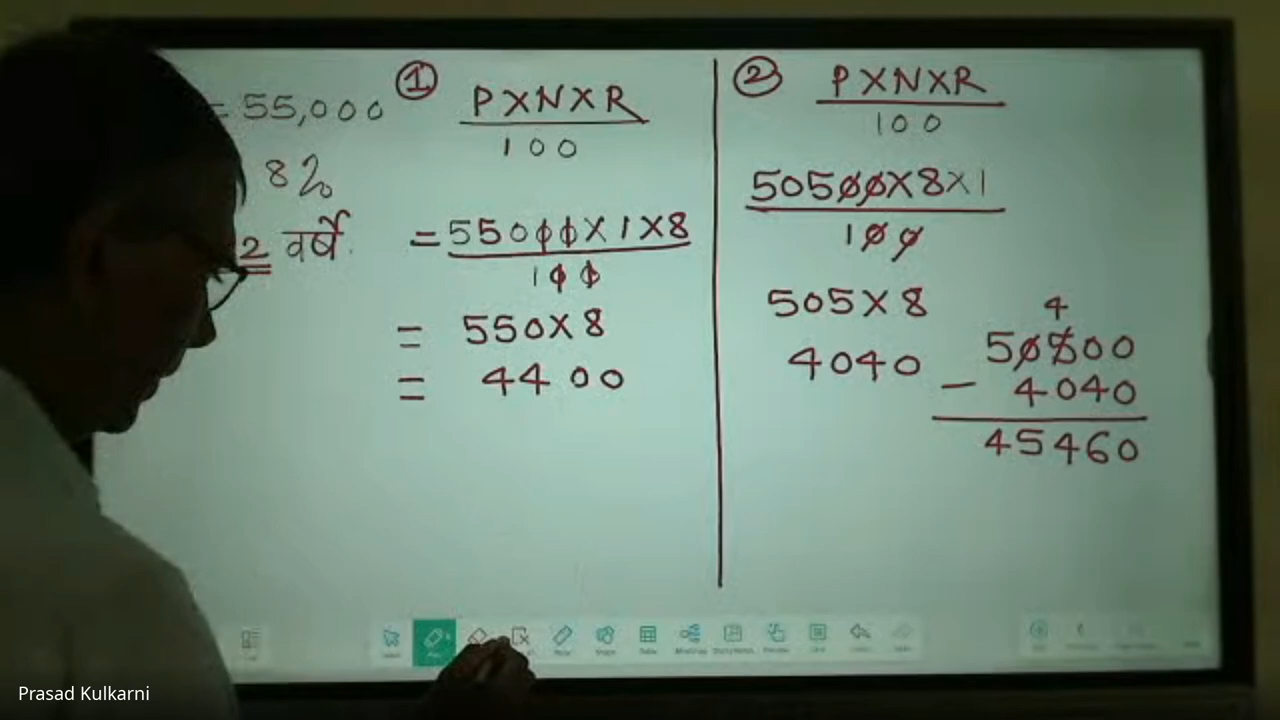 = 55,000
8%
2 वर्षे.
①
P X N X R
100
= 55000 X 1 X 8
100
= 550 X 8
= 4400
②
P X N X R
100
50500 X 8 X 1
100
505 X 8
4040
4
50500
- 4040
45460
Prasad Kulkarni